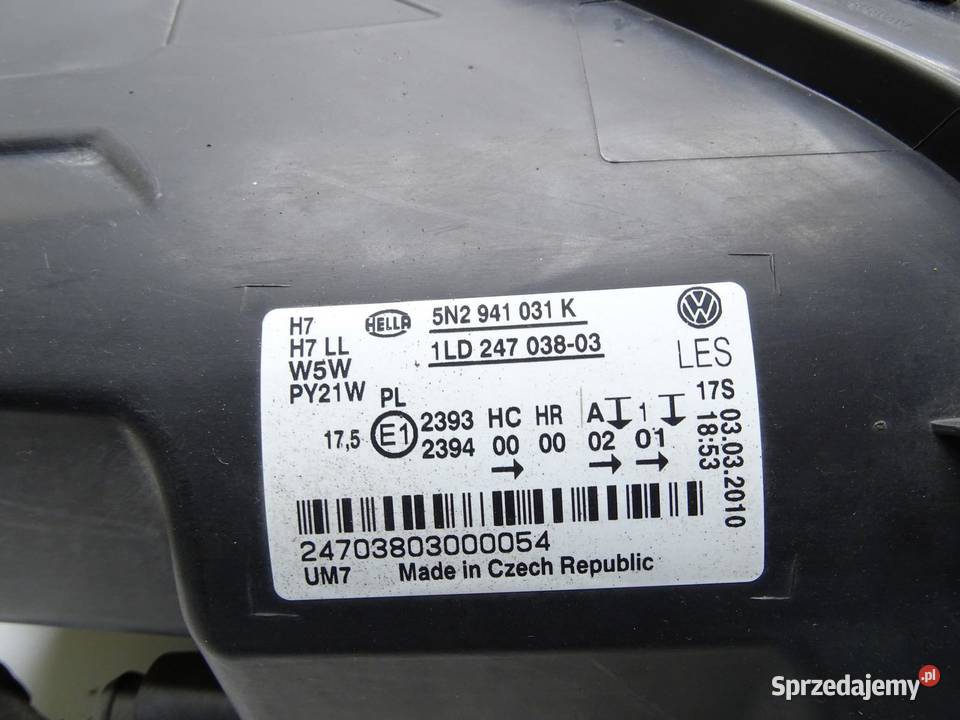 H7
H7 LL
W5W
PY21W
HELLA
5N2 941 031 K
1LD 247 038-03
VW
LES
PL
17,5 E1 2393 HC HR A 1
2394 00 00 02 01
17S 03.03.2010
18:53
24703803000054
UM7 Made in Czech Republic
Sprzedajemy.pl